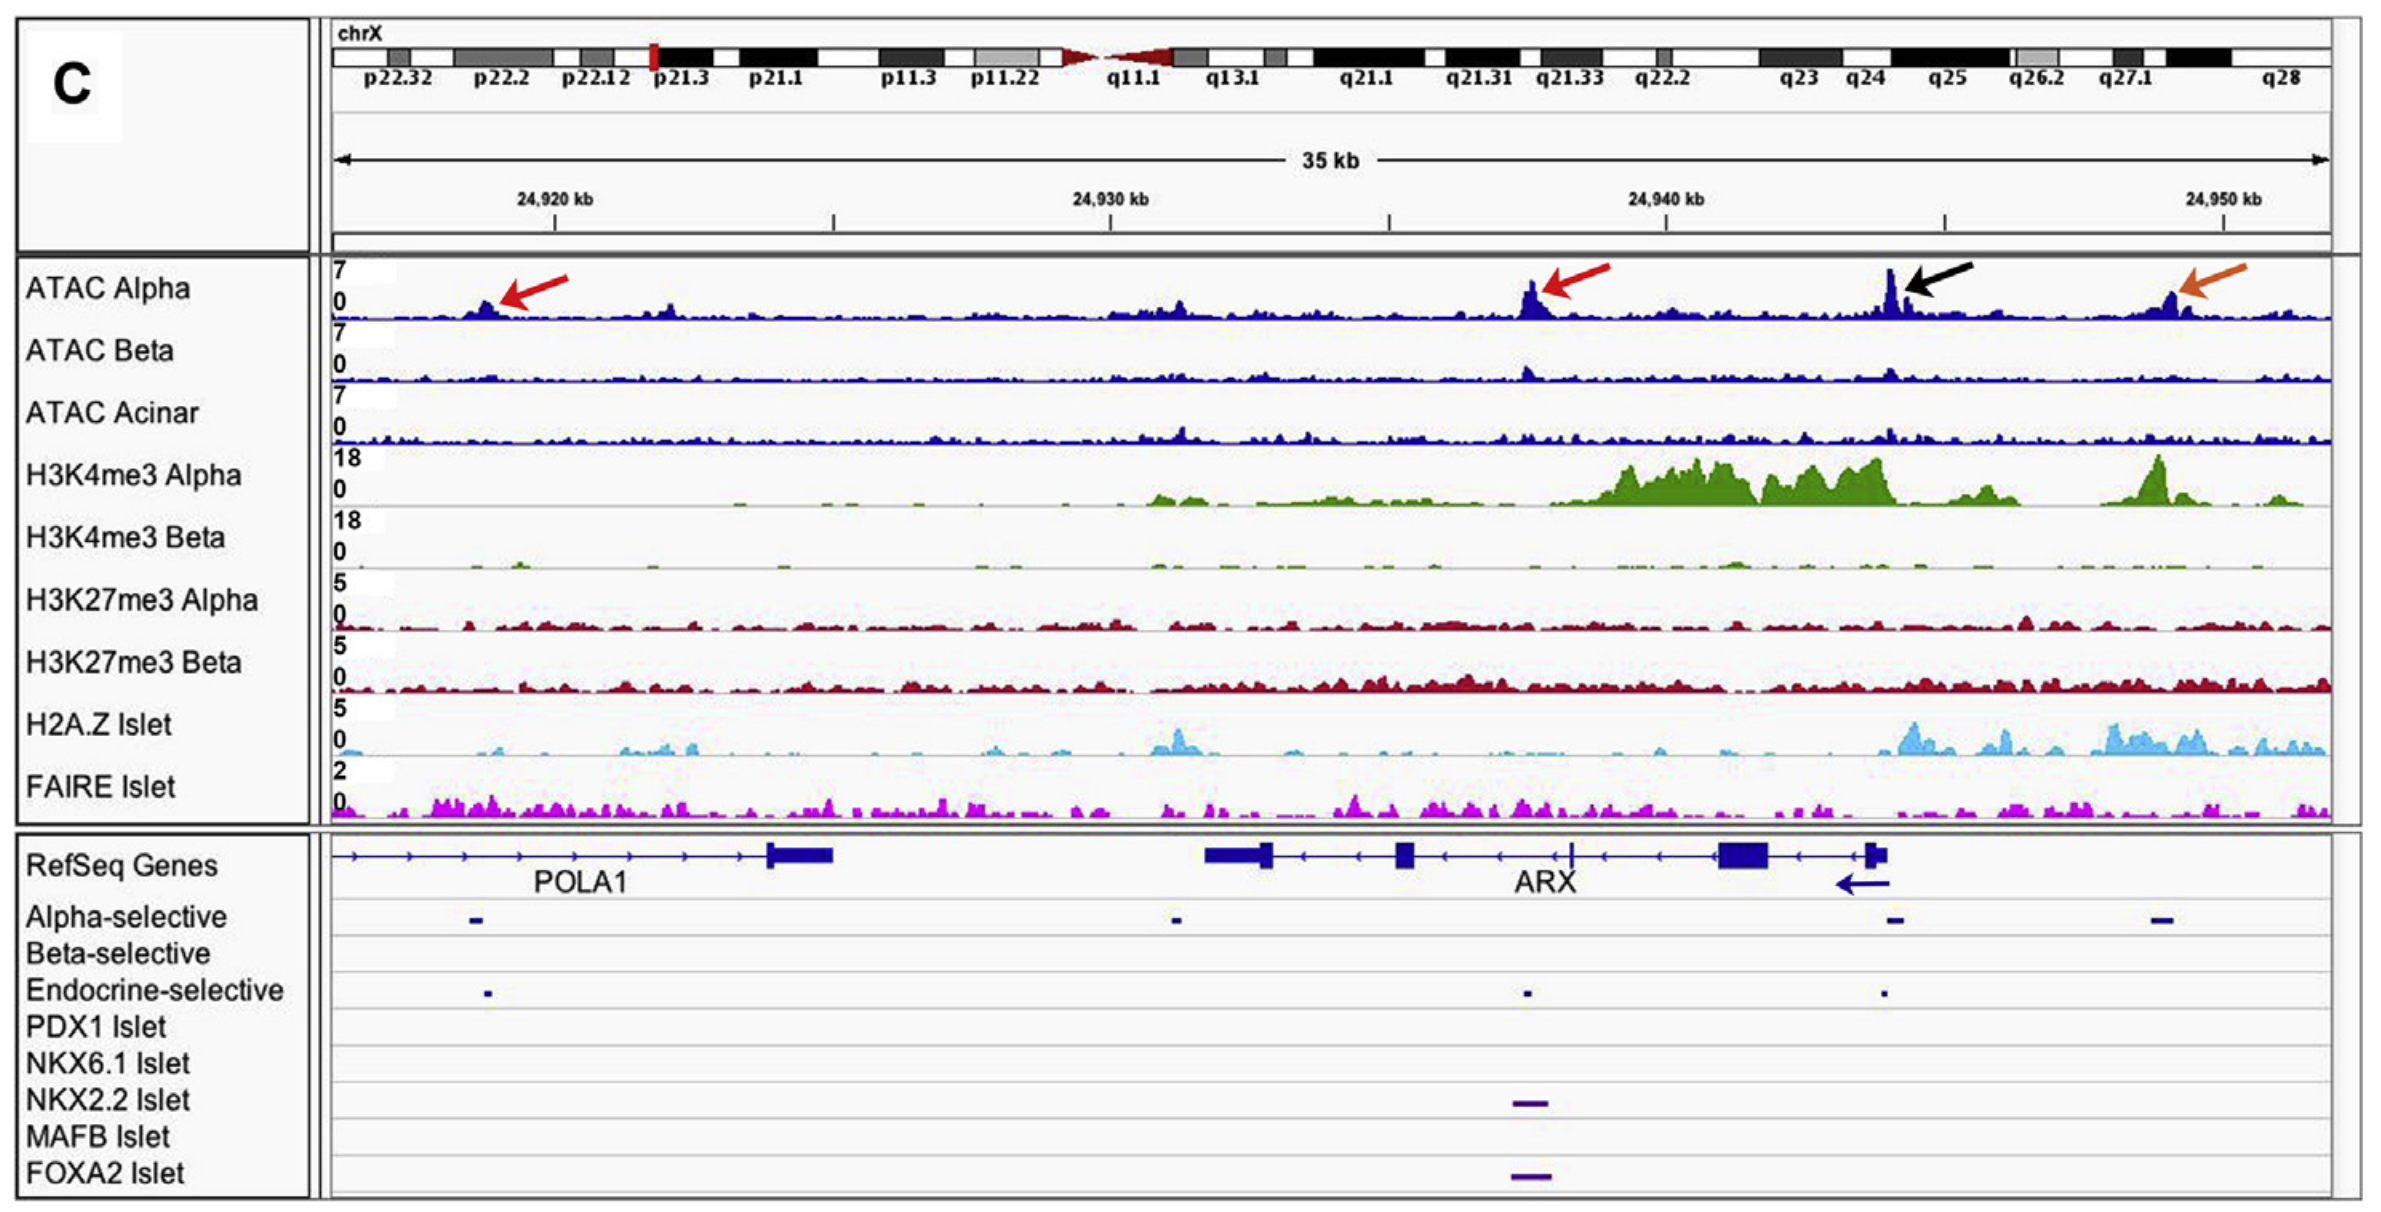 C
chrX
p22.32 p22.2 p22.12 p21.3 p21.1 p11.3 p11.22 q11.1 q13.1 q21.1 q21.31 q21.33 q22.2 q23 q24 q25 q26.2 q27.1 q28
35 kb
24,920 kb 24,930 kb 24,940 kb 24,950 kb
7
ATAC Alpha
0
7
ATAC Beta
0
7
ATAC Acinar
0
18
H3K4me3 Alpha
0
18
H3K4me3 Beta
0
5
H3K27me3 Alpha
0
5
H3K27me3 Beta
0
5
H2A.Z Islet
0
2
FAIRE Islet
0
RefSeq Genes
POLA1 ARX
Alpha-selective
Beta-selective
Endocrine-selective
PDX1 Islet
NKX6.1 Islet
NKX2.2 Islet
MAFB Islet
FOXA2 Islet